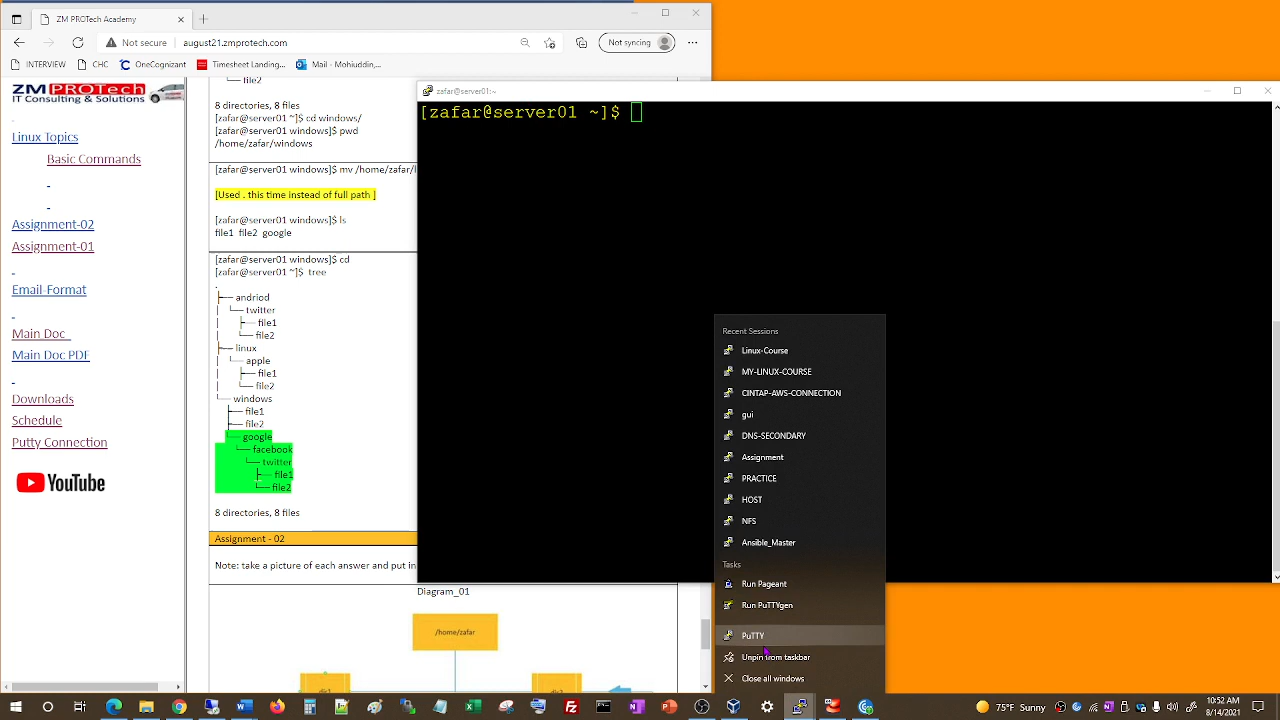 ZM PROTech Academy
Not secure
august21.zmprotech.com
Not syncing
INTERVIEW
CHC
OneCognizant
Timesheet Landing...
Mail - Mohiuddin,...
ZM PROTech
IT Consulting & Solutions
Linux Topics
Basic Commands
Assignment-02
Assignment-01
Email-Format
Main Doc
Main Doc PDF
Downloads
Schedule
Putty Connection
YouTube
file2
8 directories, 8 files
[zafar@server01 ~]$ cd windows/
[zafar@server01 windows]$ pwd
/home/zafar/windows
[zafar@server01 windows]$ mv /home/zafar/l
[Used . this time instead of full path ]
[zafar@server01 windows]$ ls
file1 file2 google
[zafar@server01 windows]$ cd
[zafar@server01 ~]$ tree
.
├── andriod
│   └── twitter
│       ├── file1
│       └── file2
├── linux
│   └── apple
│       ├── file1
│       └── file2
└── windows
├── file1
├── file2
└── google
└── facebook
└── twitter
├── file1
└── file2
8 directories, 8 files
Assignment - 02
Note: take a picture of each answer and put in
Diagram_01
/home/zafar
dir1
dir2
zafar@server01:~
[zafar@server01 ~]$
Recent Sessions
Linux-Course
MY-LINUX-COURSE
CINTAP-AWS-CONNECTION
gui
DNS-SECONDARY
Assignment
PRACTICE
HOST
NFS
Ansible_Master
Tasks
Run Pageant
Run PuTTYgen
PuTTY
Unpin from taskbar
Close all windows
75°F Sunny
10:52 AM
8/14/2021